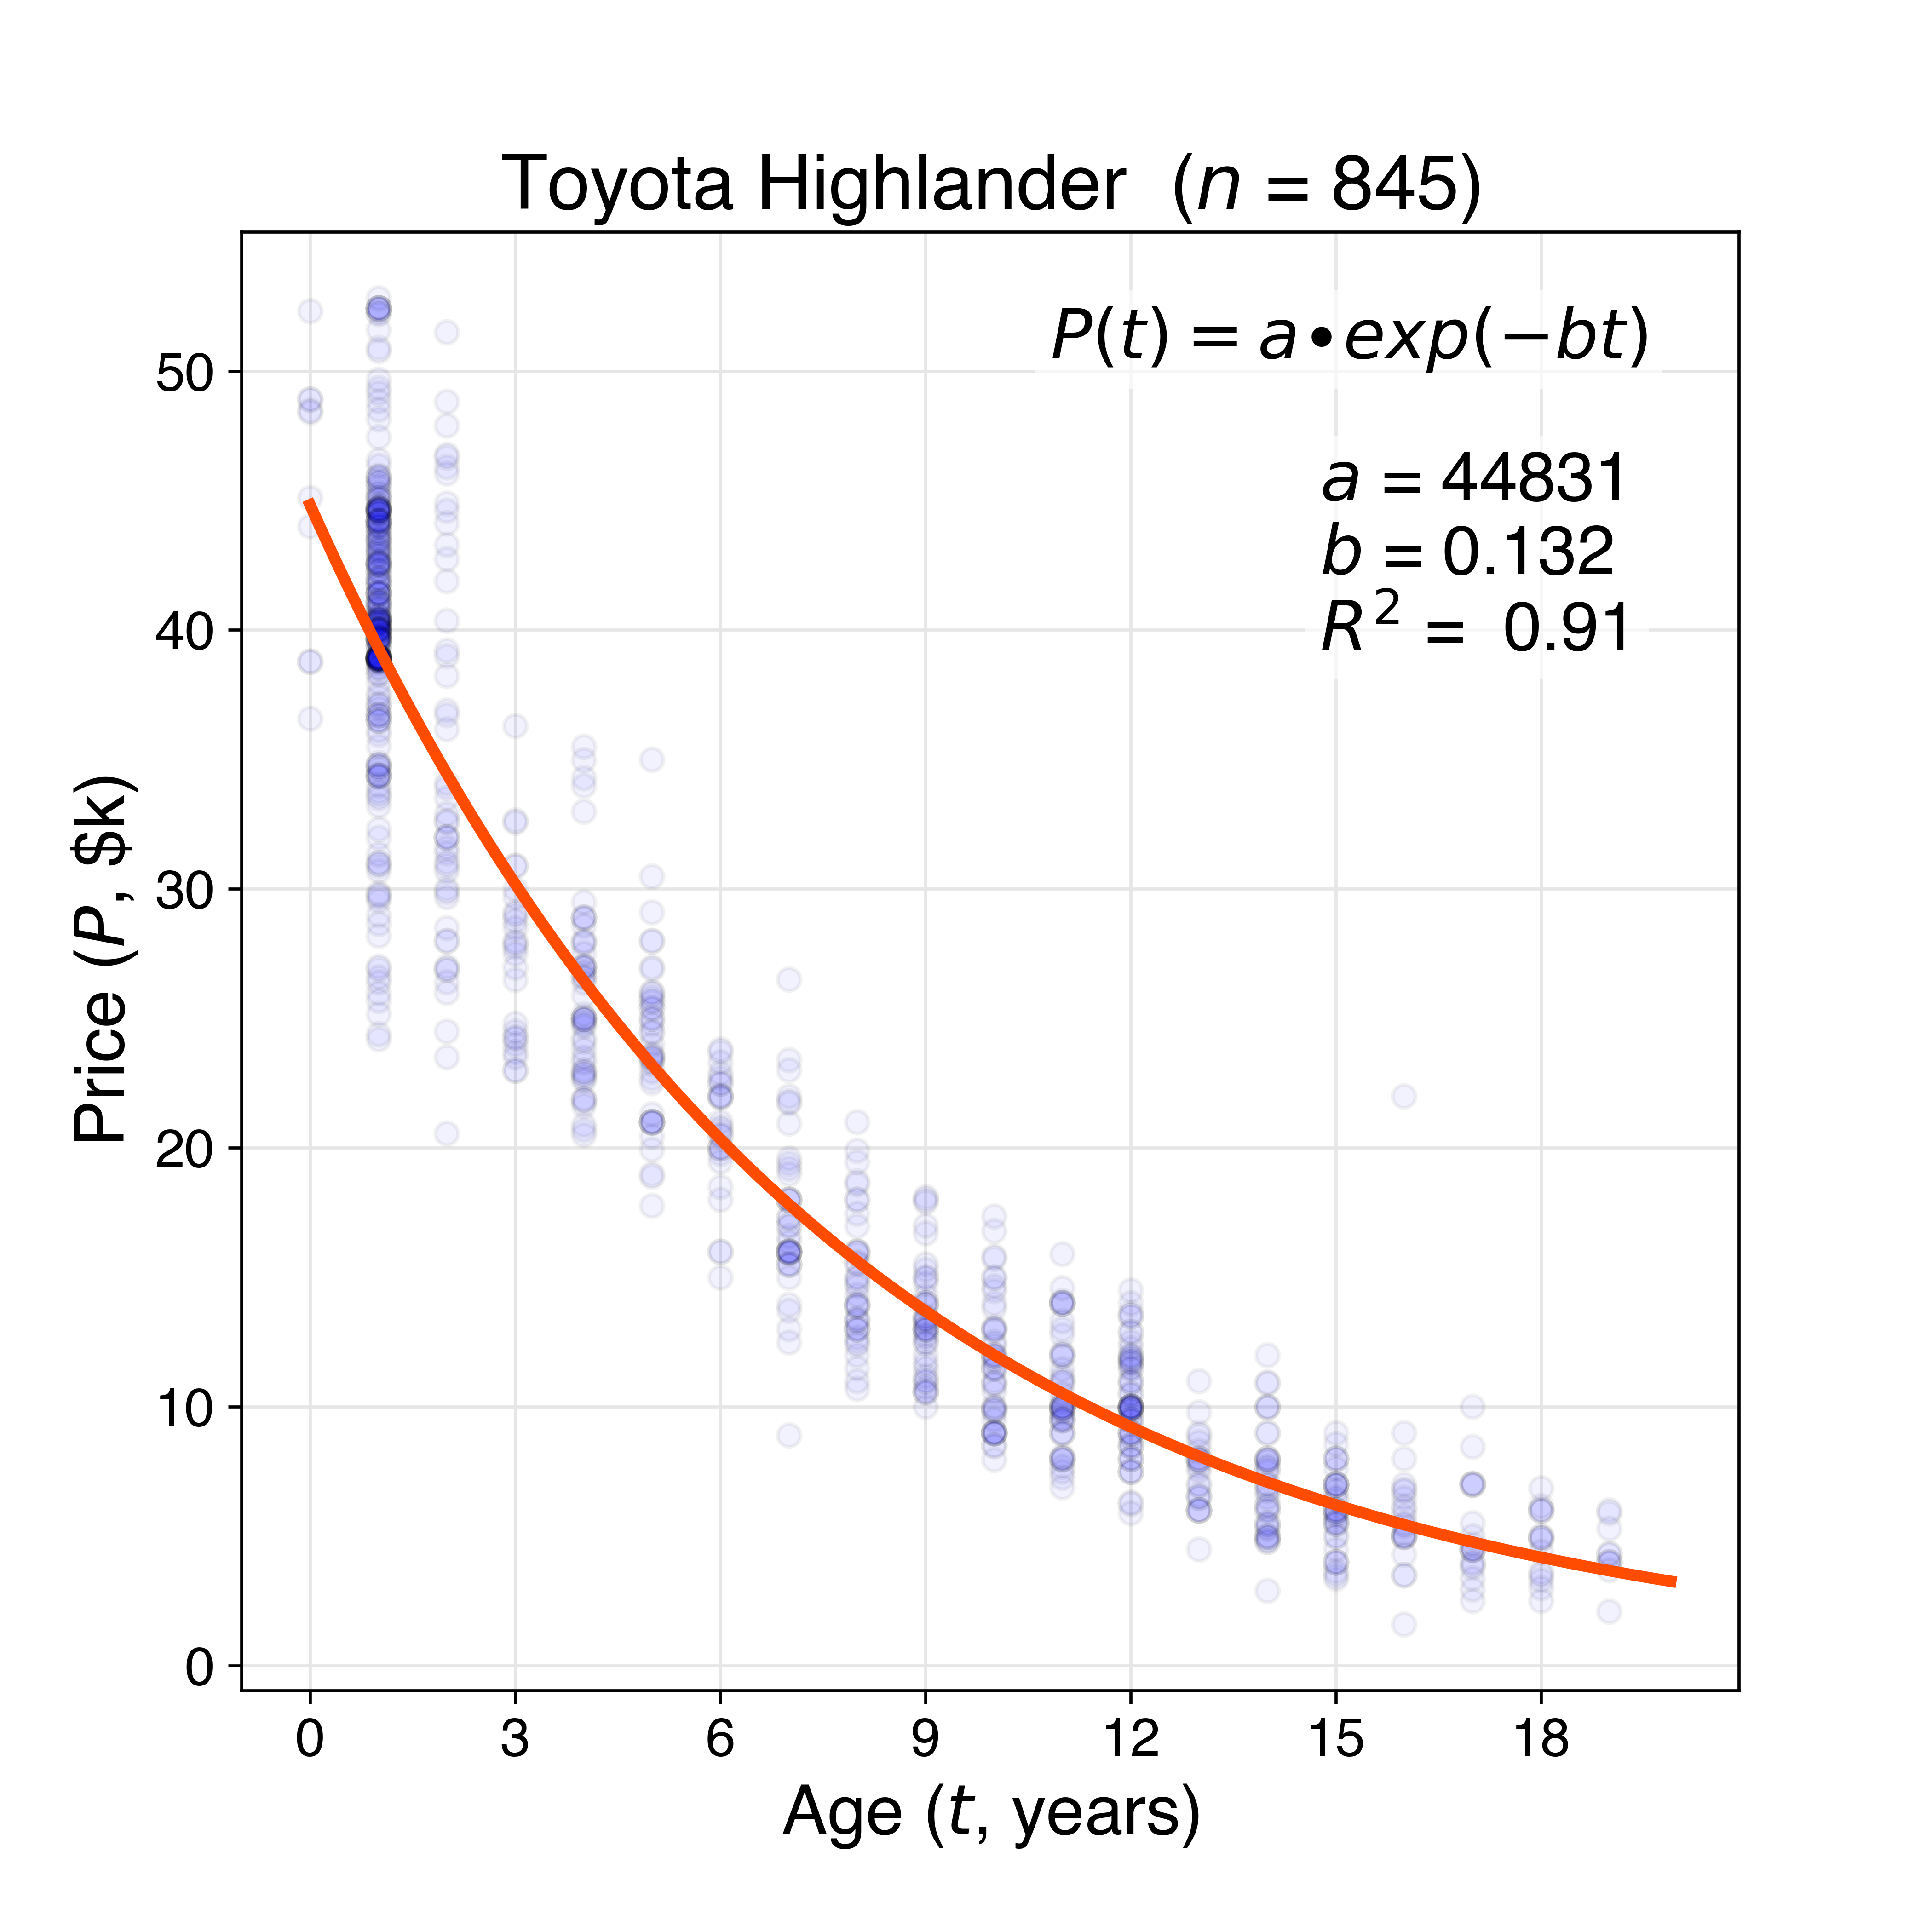 Toyota Highlander (n = 845)
P(t) = a•exp(−bt)
a = 44831
b = 0.132
R² = 0.91
Price (P, $k)
50
40
30
20
10
0
0 3 6 9 12 15 18
Age (t, years)